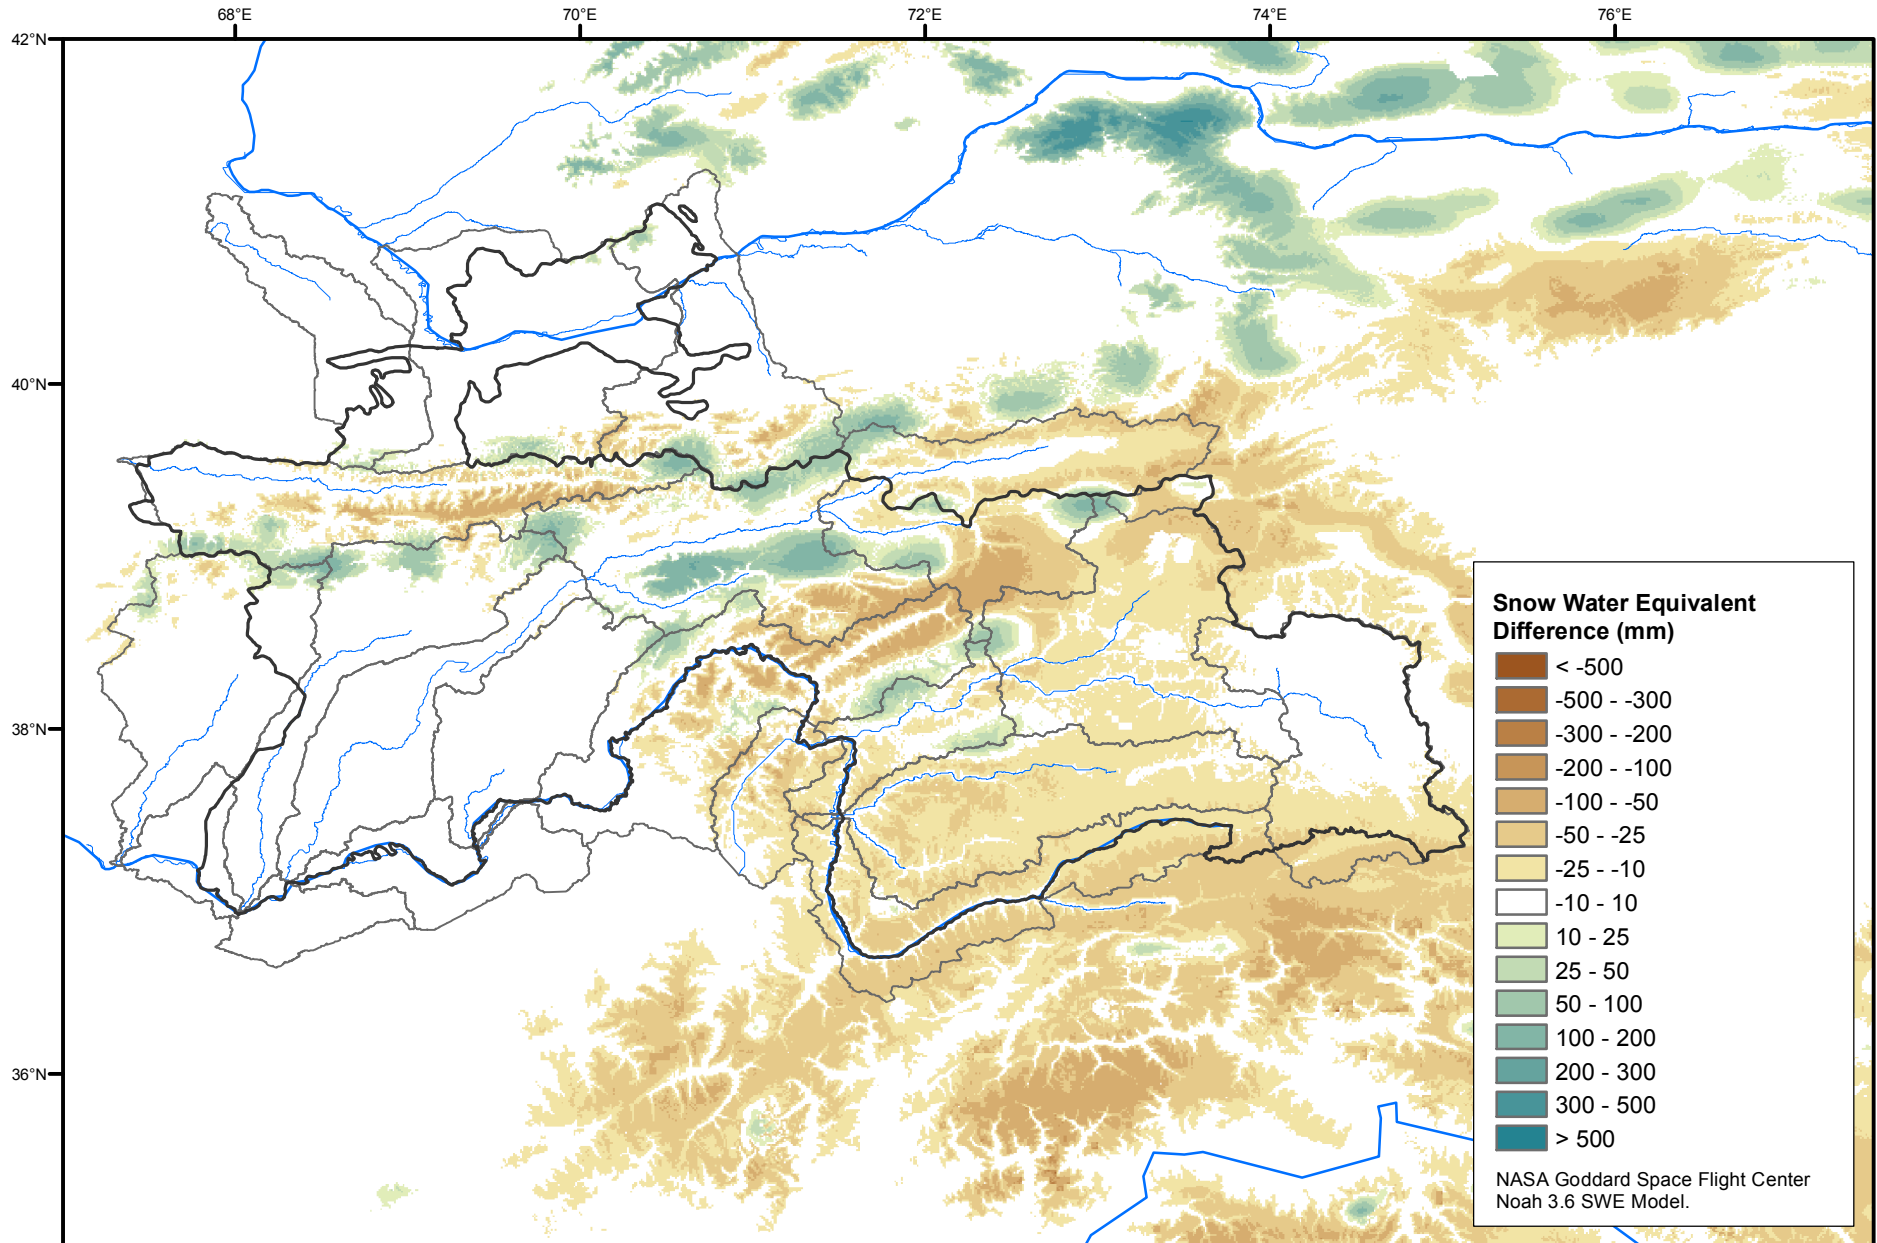 68°E
70°E
72°E
74°E
76°E
42°N
40°N
38°N
36°N
Snow Water Equivalent
Difference (mm)
< -500
-500 - -300
-300 - -200
-200 - -100
-100 - -50
-50 - -25
-25 - -10
-10 - 10
10 - 25
25 - 50
50 - 100
100 - 200
200 - 300
300 - 500
> 500
NASA Goddard Space Flight Center
Noah 3.6 SWE Model.